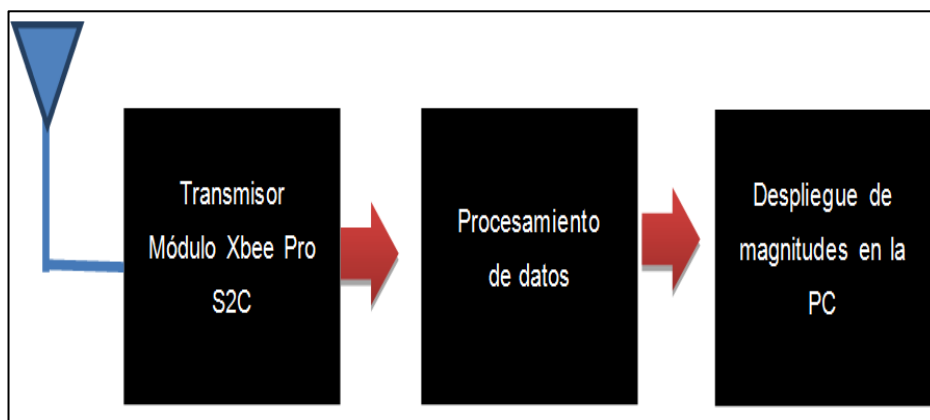 Transmisor
Módulo Xbee Pro
S2C
Procesamiento
de datos
Despliegue de
magnitudes en la
PC